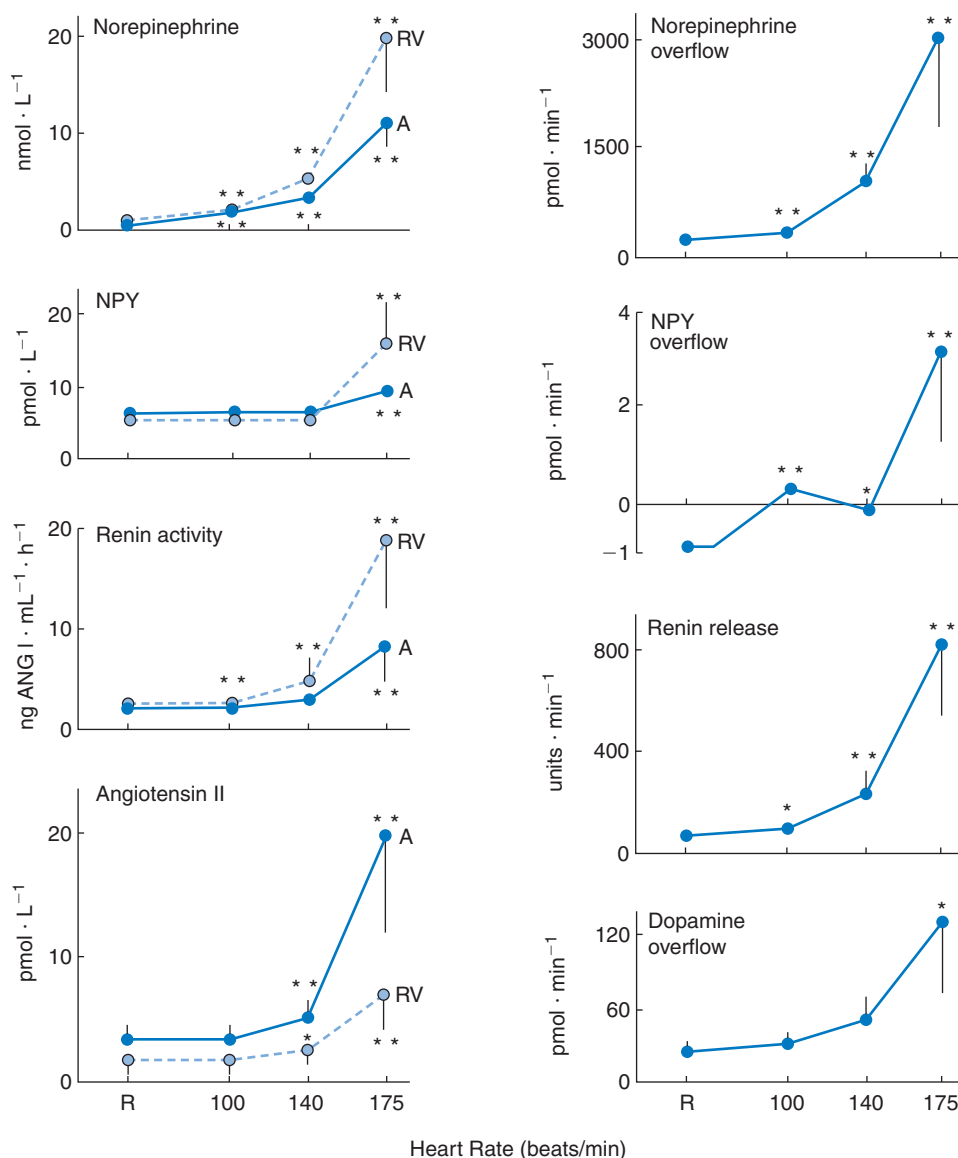 Norepinephrine
nmol · L⁻¹
20
10
0
* *
RV
A
* *
* *
* *
* *
* *
NPY
pmol · L⁻¹
20
10
0
* *
RV
A
* *
Renin activity
ng ANG I · mL⁻¹ · h⁻¹
20
10
0
* *
RV
* *
* *
A
* *
Angiotensin II
pmol · L⁻¹
20
10
0
* *
A
* *
RV
*
* *
R 100 140 175
Norepinephrine
overflow
pmol · min⁻¹
3000
1500
0
* *
* *
* *
NPY
overflow
pmol · min⁻¹
4
2
0
−1
* *
* *
*
Renin release
units · min⁻¹
800
400
0
* *
* *
*
Dopamine
overflow
pmol · min⁻¹
120
60
0
*
R 100 140 175
Heart Rate (beats/min)